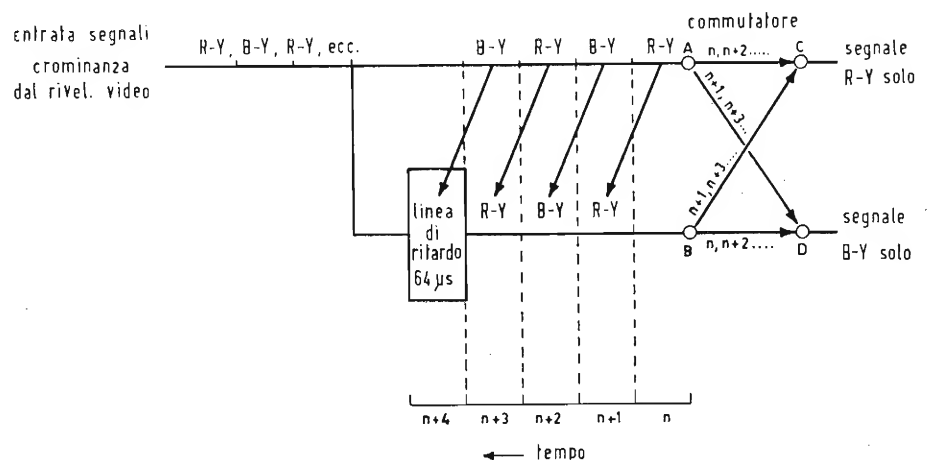 entrata segnali
crominanza
dal rivel. video
R-Y, B-Y, R-Y, ecc.
B-Y R-Y B-Y R-Y
commutatore
A n, n+2..... C
segnale
R-Y solo
n+1, n+3....
n+1, n+3....
linea
di
ritardo
64 µs
R-Y B-Y R-Y
B n, n+2.... D
segnale
B-Y solo
n+4 n+3 n+2 n+1 n
tempo